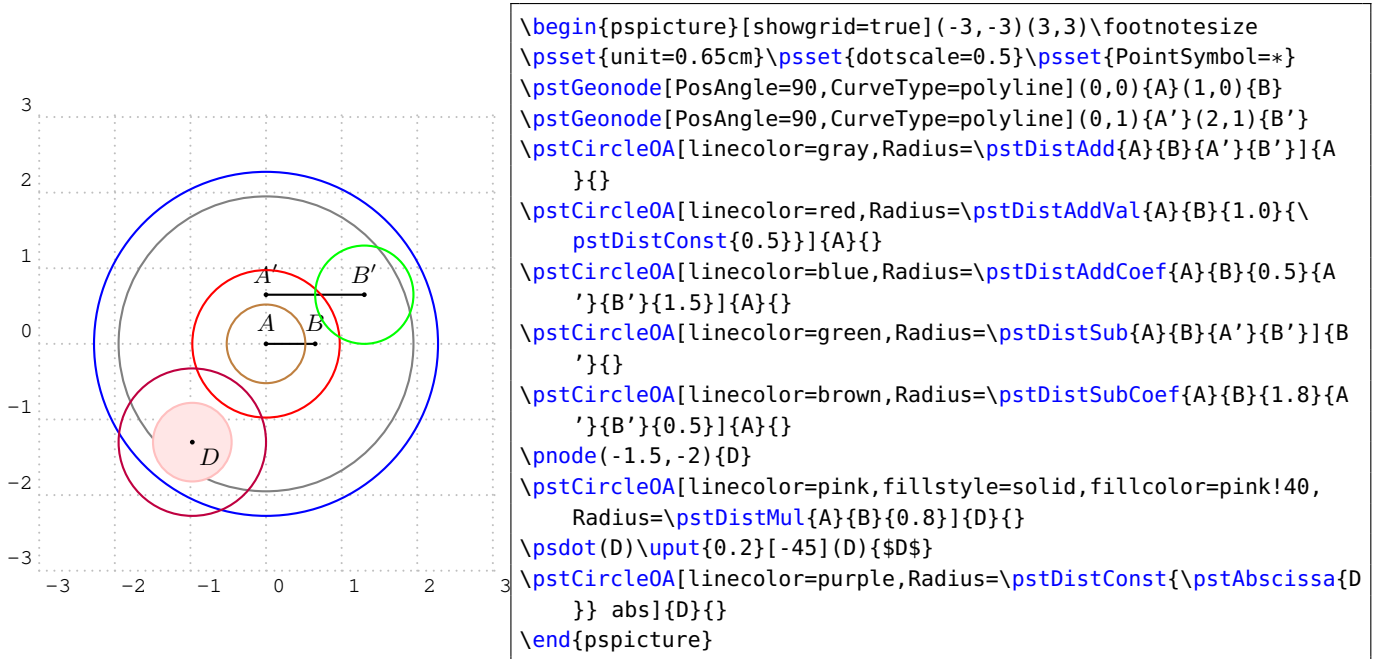 3
2
1
0
−1
−2
−3
−3 −2 −1 0 1 2 3
A′ B′
A B
D
\begin{pspicture}[showgrid=true](-3,-3)(3,3)\footnotesize
\psset{unit=0.65cm}\psset{dotscale=0.5}\psset{PointSymbol=*}
\pstGeonode[PosAngle=90,CurveType=polyline](0,0){A}(1,0){B}
\pstGeonode[PosAngle=90,CurveType=polyline](0,1){A’}(2,1){B’}
\pstCircleOA[linecolor=gray,Radius=\pstDistAdd{A}{B}{A’}{B’}]{A
}{}
\pstCircleOA[linecolor=red,Radius=\pstDistAddVal{A}{B}{1.0}{\
pstDistConst{0.5}}]{A}{}
\pstCircleOA[linecolor=blue,Radius=\pstDistAddCoef{A}{B}{0.5}{A
’}{B’}{1.5}]{A}{}
\pstCircleOA[linecolor=green,Radius=\pstDistSub{A}{B}{A’}{B’}]{B
’}{}
\pstCircleOA[linecolor=brown,Radius=\pstDistSubCoef{A}{B}{1.8}{A
’}{B’}{0.5}]{A}{}
\pnode(-1.5,-2){D}
\pstCircleOA[linecolor=pink,fillstyle=solid,fillcolor=pink!40,
Radius=\pstDistMul{A}{B}{0.8}]{D}{}
\psdot(D)\uput{0.2}[-45](D){$D$}
\pstCircleOA[linecolor=purple,Radius=\pstDistConst{\pstAbscissa{D
}} abs]{D}{}
\end{pspicture}